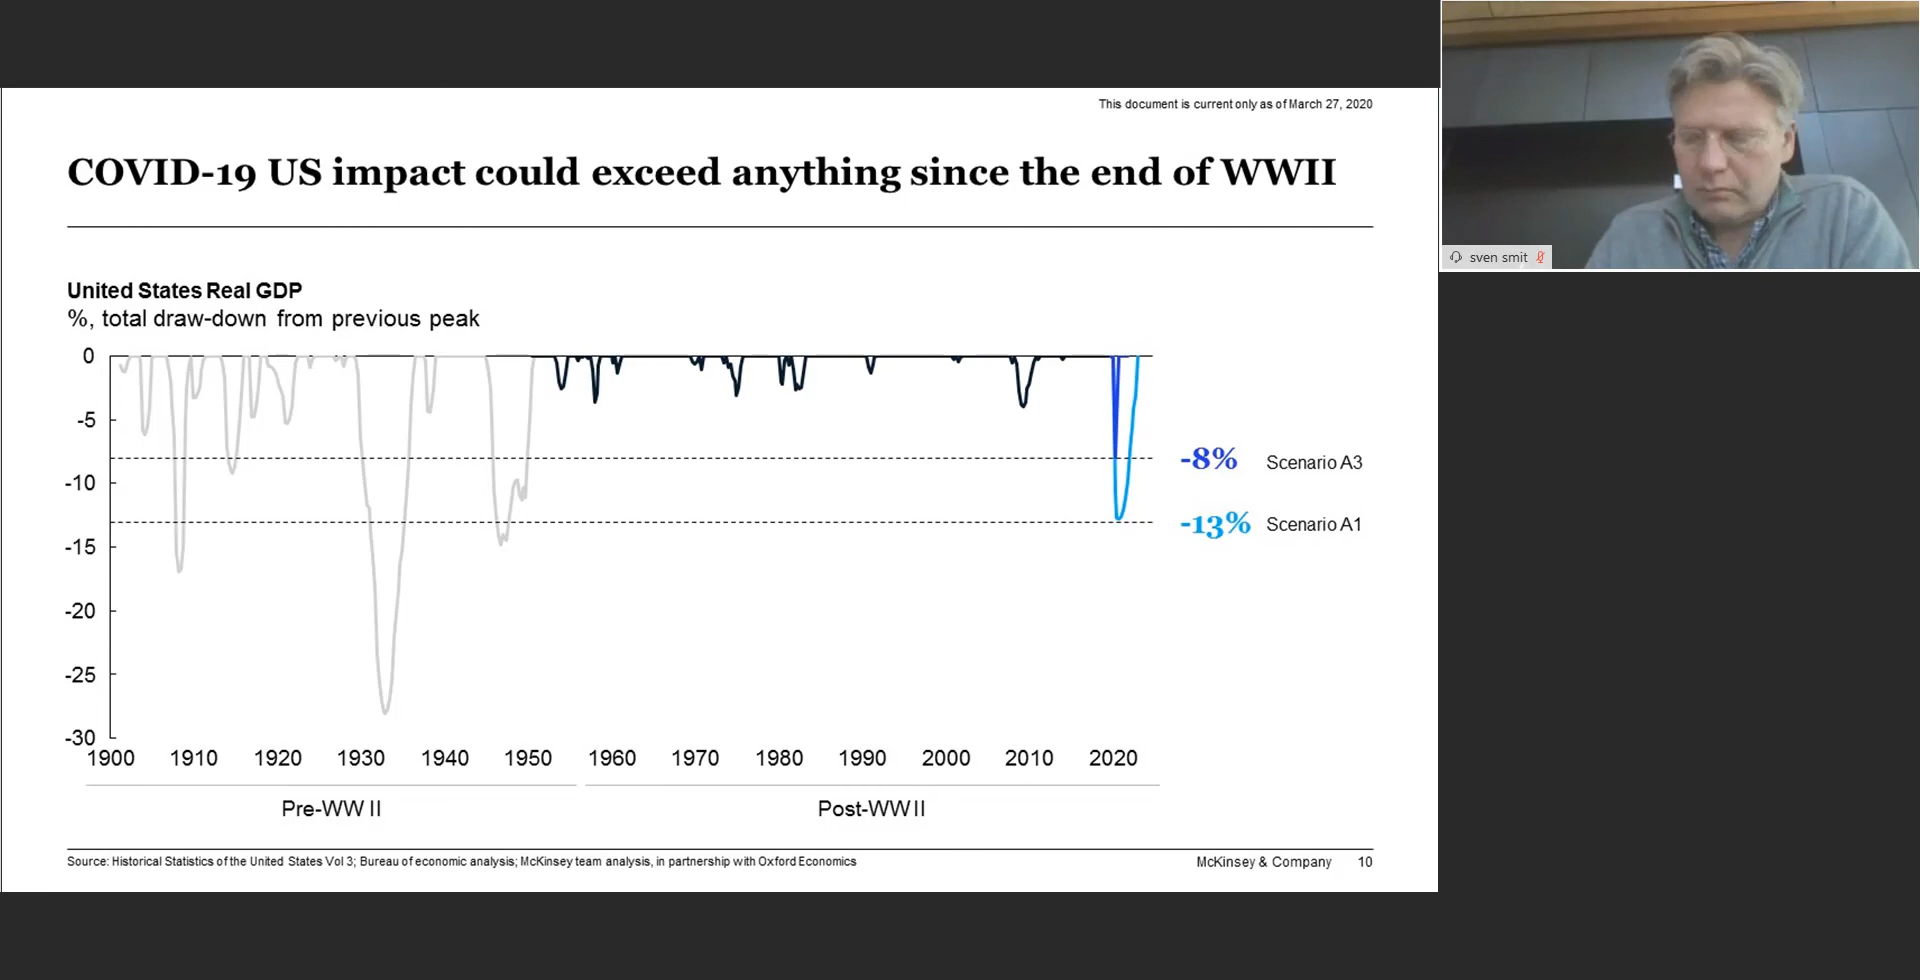 This document is current only as of March 27, 2020
COVID-19 US impact could exceed anything since the end of WWII
United States Real GDP
%, total draw-down from previous peak
0
-5
-10
-15
-20
-25
-30
1900 1910 1920 1930 1940 1950 1960 1970 1980 1990 2000 2010 2020
Pre-WW II Post-WW II
-8% Scenario A3
-13% Scenario A1
Source: Historical Statistics of the United States Vol 3; Bureau of economic analysis; McKinsey team analysis, in partnership with Oxford Economics
McKinsey & Company 10
sven smit